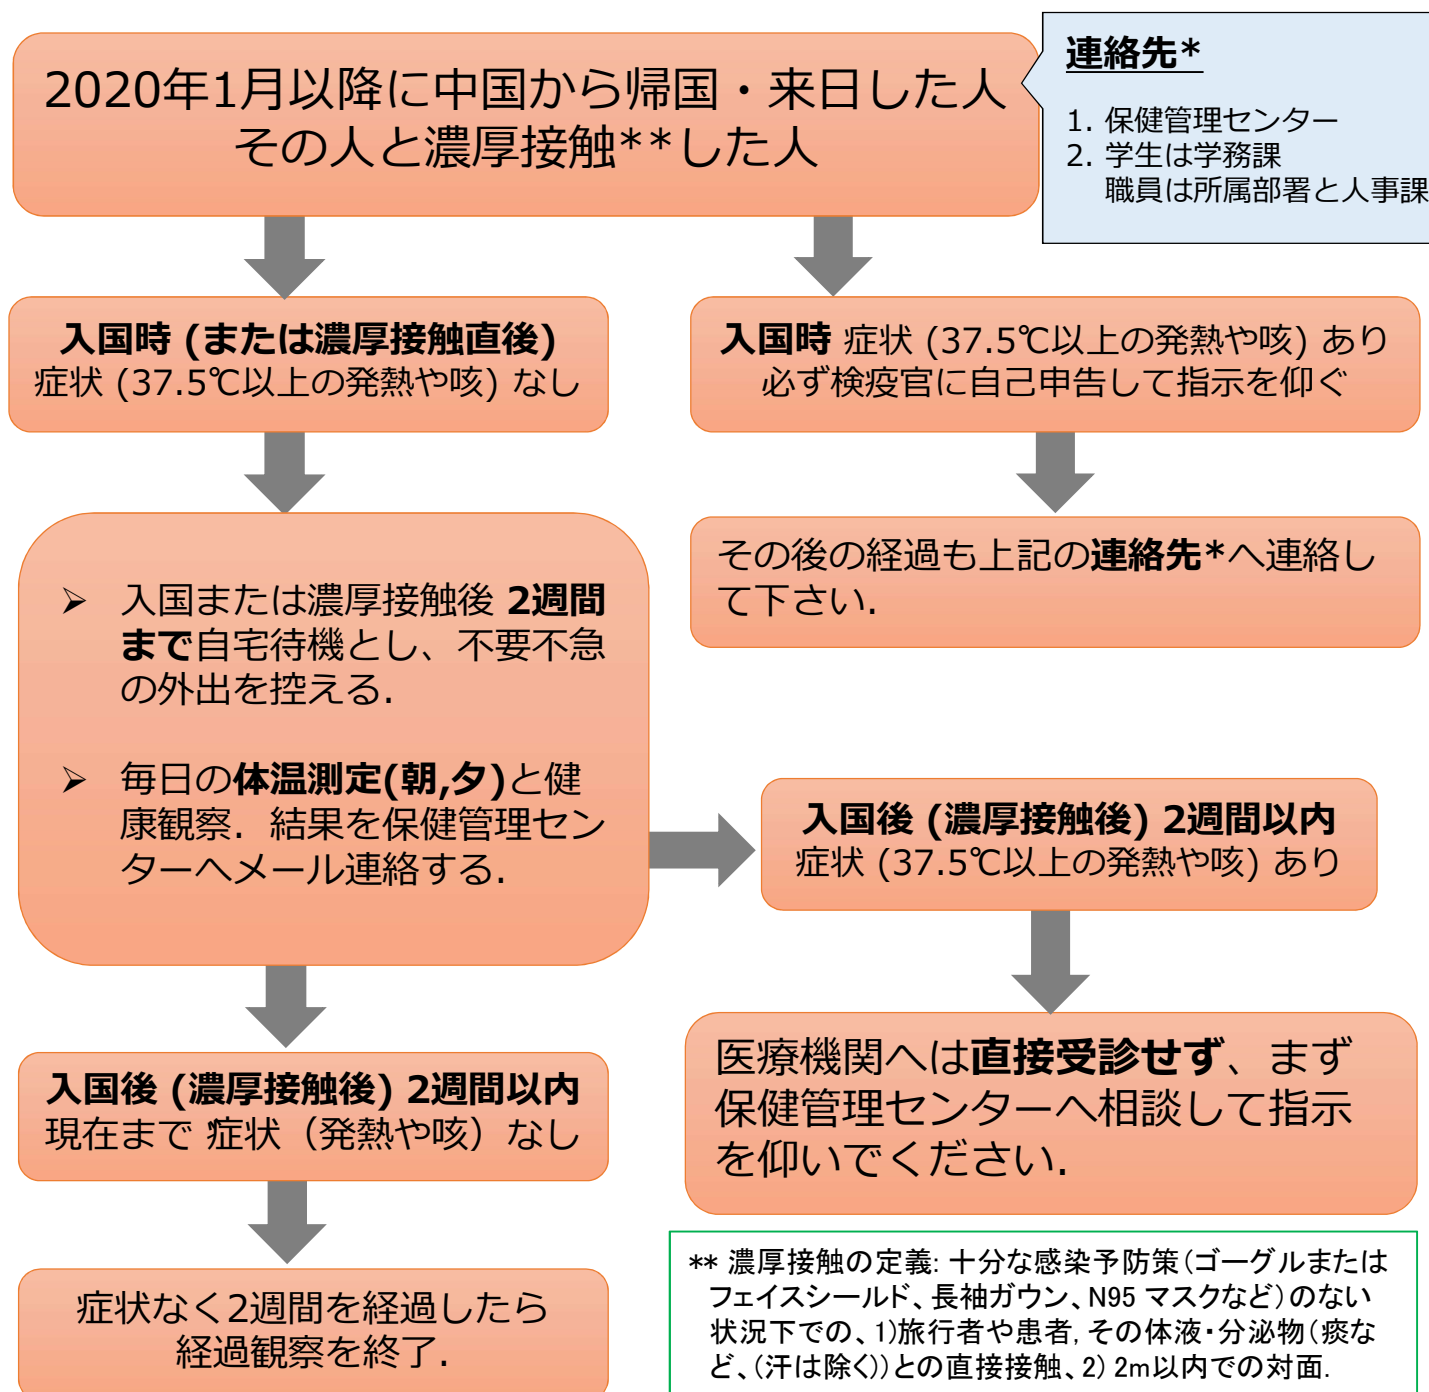 2020年1月以降に中国から帰国・来日した人
その人と濃厚接触**した人
連絡先*
1. 保健管理センター
2. 学生は学務課
職員は所属部署と人事課
入国時 (または濃厚接触直後)
症状 (37.5℃以上の発熱や咳) なし
入国時 症状 (37.5℃以上の発熱や咳) あり
必ず検疫官に自己申告して指示を仰ぐ
その後の経過も上記の連絡先*へ連絡し
て下さい.
➢ 入国または濃厚接触後 2週間
まで自宅待機とし、不要不急
の外出を控える.
➢ 毎日の体温測定(朝,夕)と健
康観察. 結果を保健管理セン
ターへメール連絡する.
入国後 (濃厚接触後) 2週間以内
症状 (37.5℃以上の発熱や咳) あり
医療機関へは直接受診せず、まず
保健管理センターへ相談して指示
を仰いでください.
入国後 (濃厚接触後) 2週間以内
現在まで 症状（発熱や咳）なし
症状なく2週間を経過したら
経過観察を終了.
** 濃厚接触の定義: 十分な感染予防策（ゴーグルまたは
フェイスシールド、長袖ガウン、N95 マスクなど）のない
状況下での、1)旅行者や患者, その体液・分泌物（痰な
ど、（汗は除く））との直接接触、2) 2m以内での対面.